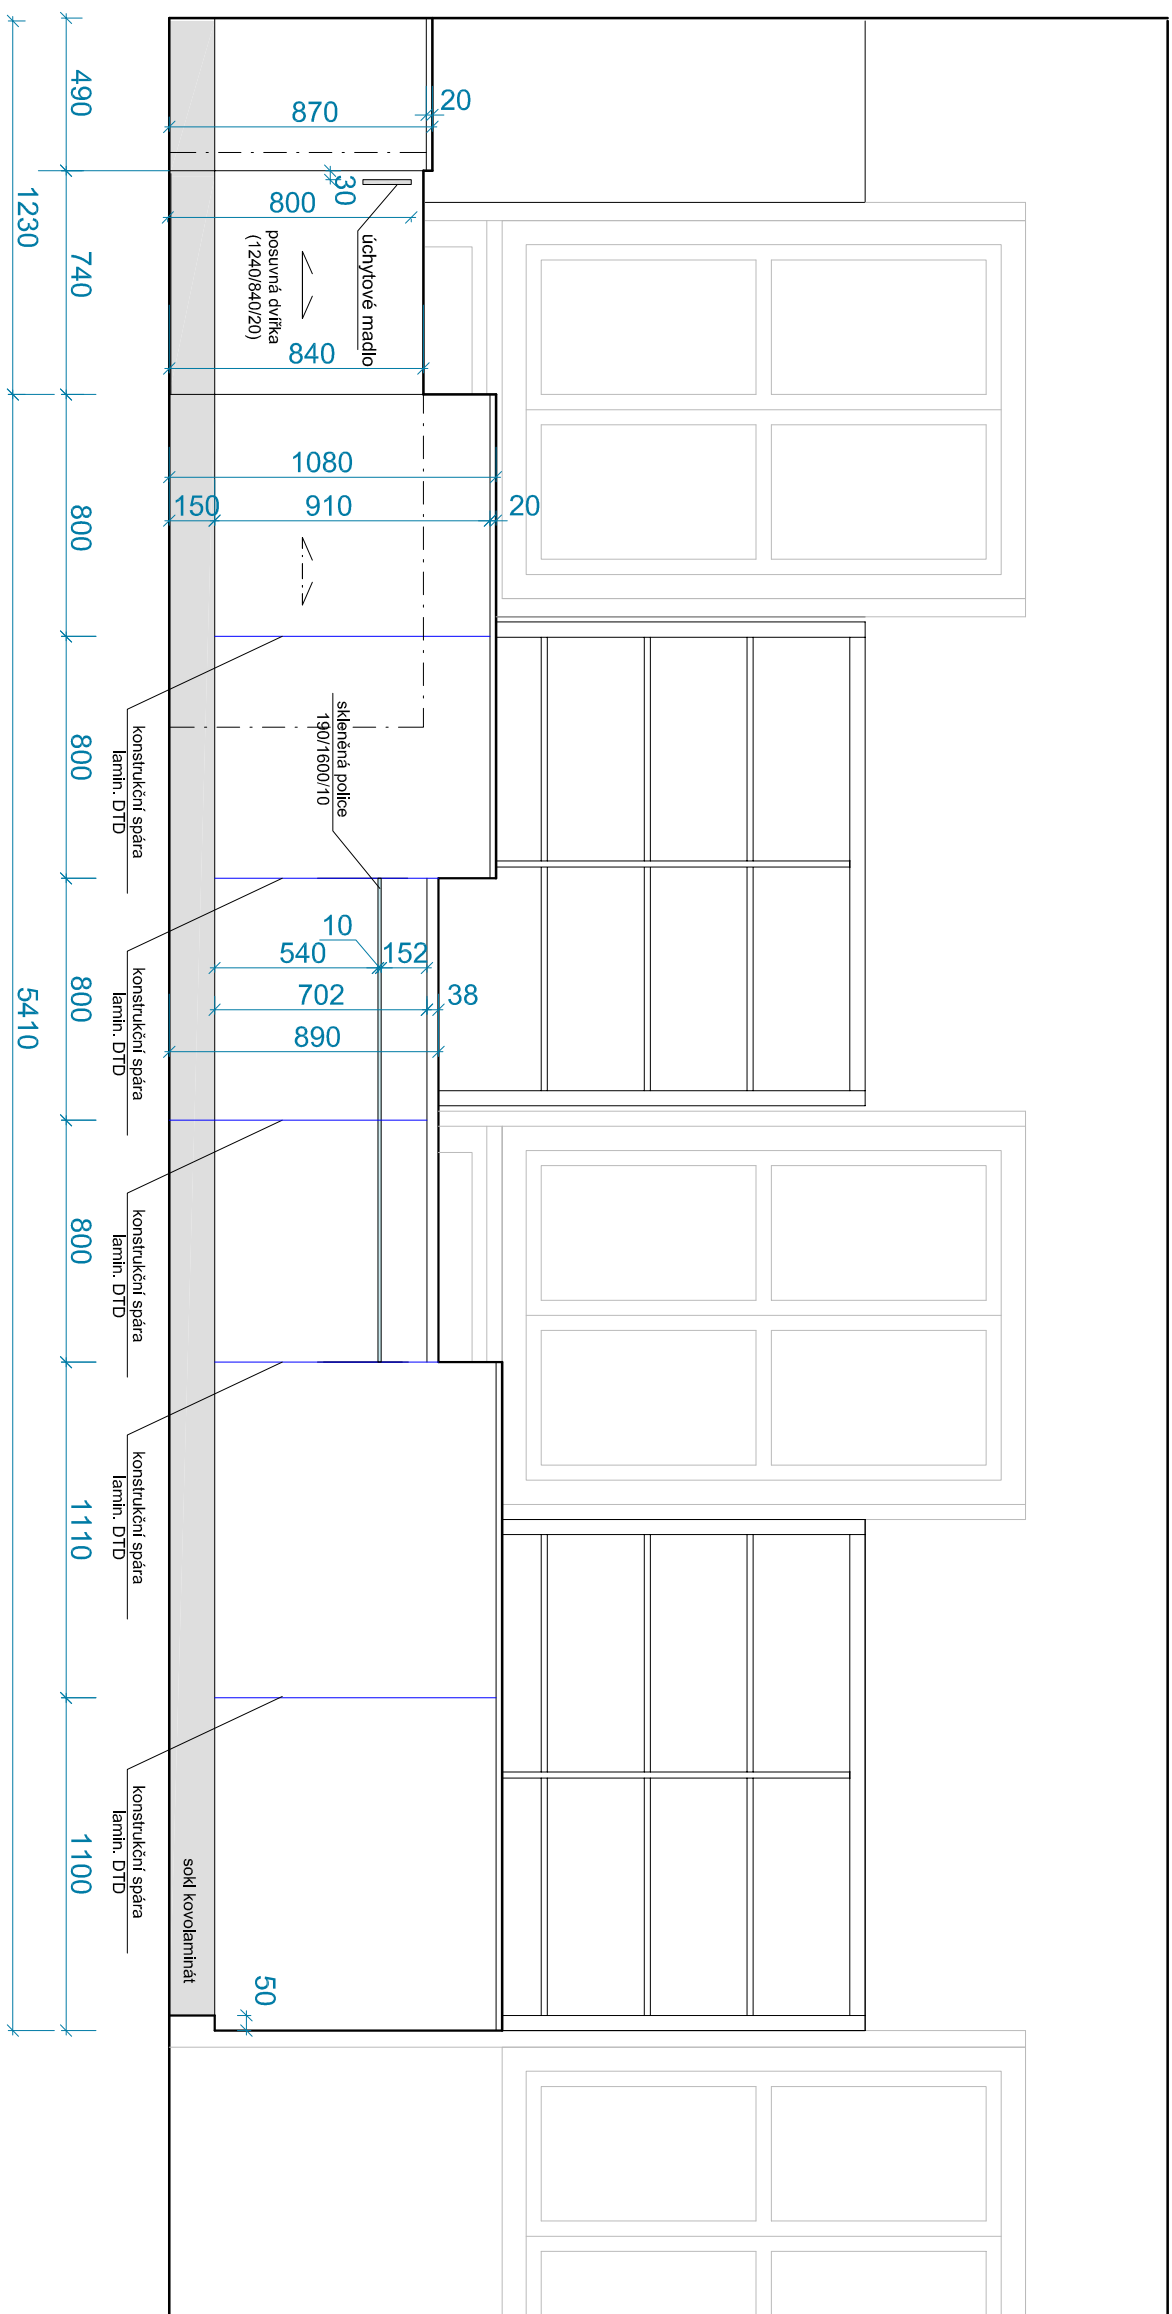 20
870
30
800
úchytové madlo
posuvná dvířka
(1240/840/20)
840
1080
150
910
20
skleněná police
190/1600/10
10
540
152
702
38
890
50
sokl kovolaminát
konstrukční spára
lamin. DTD
konstrukční spára
lamin. DTD
konstrukční spára
lamin. DTD
konstrukční spára
lamin. DTD
konstrukční spára
lamin. DTD
490
740
800
800
800
800
1110
1100
1230
5410